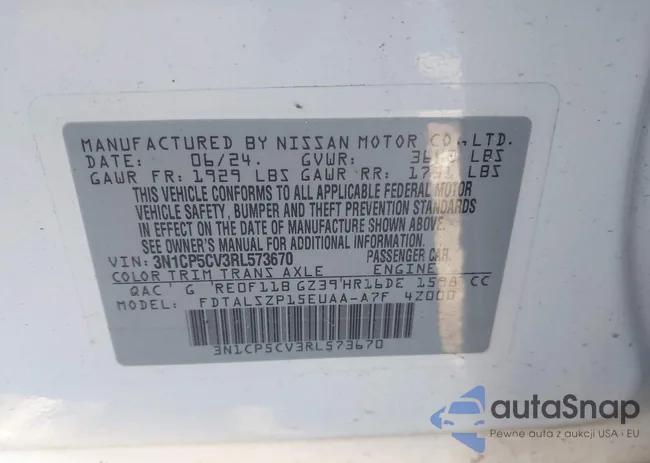 MANUFACTURED BY NISSAN MOTOR CO., LTD.
DATE: 06/24. GVWR: LBS
GAWR FR: 1929 LBS GAWR RR: 1731 LBS
THIS VEHICLE CONFORMS TO ALL APPLICABLE FEDERAL MOTOR
VEHICLE SAFETY, BUMPER AND THEFT PREVENTION STANDARDS
IN EFFECT ON THE DATE OF MANUFACTURE SHOWN ABOVE.
SEE OWNER'S MANUAL FOR ADDITIONAL INFORMATION.
VIN: 3N1CP5CV3RL573670 PASSENGER CAR.
COLOR TRIM TRANS AXLE ENGINE
QAC G RE0F11B GZ39 HR16DE 1598 CC
MODEL: FDTALSZP15EUAA-A7F 4Z000
3N1CP5CV3RL573670
autaSnap
Pewne auta z aukcji USA i EU